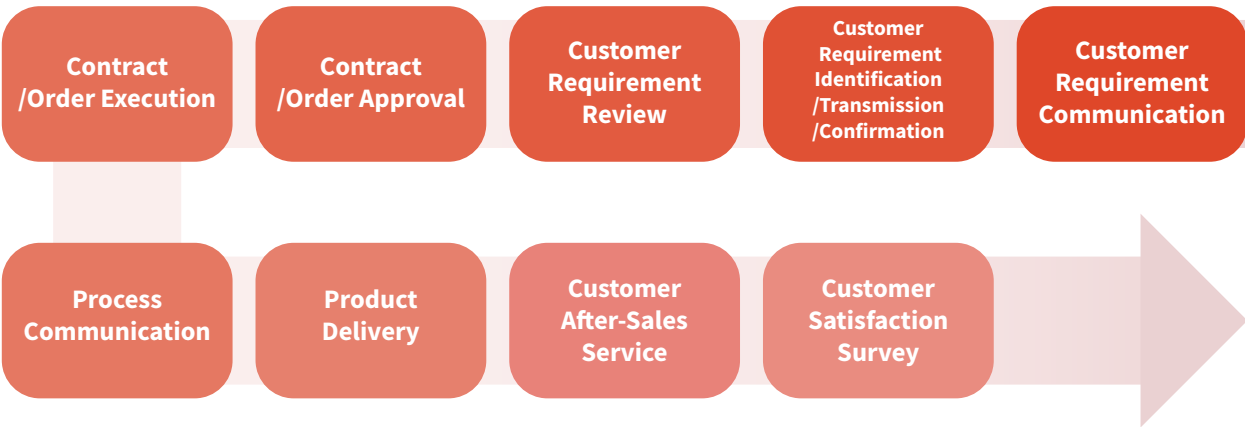 Contract
/Order Execution
Contract
/Order Approval
Customer
Requirement
Review
Customer
Requirement
Identification
/Transmission
/Confirmation
Customer
Requirement
Communication
Process
Communication
Product
Delivery
Customer
After-Sales
Service
Customer
Satisfaction
Survey